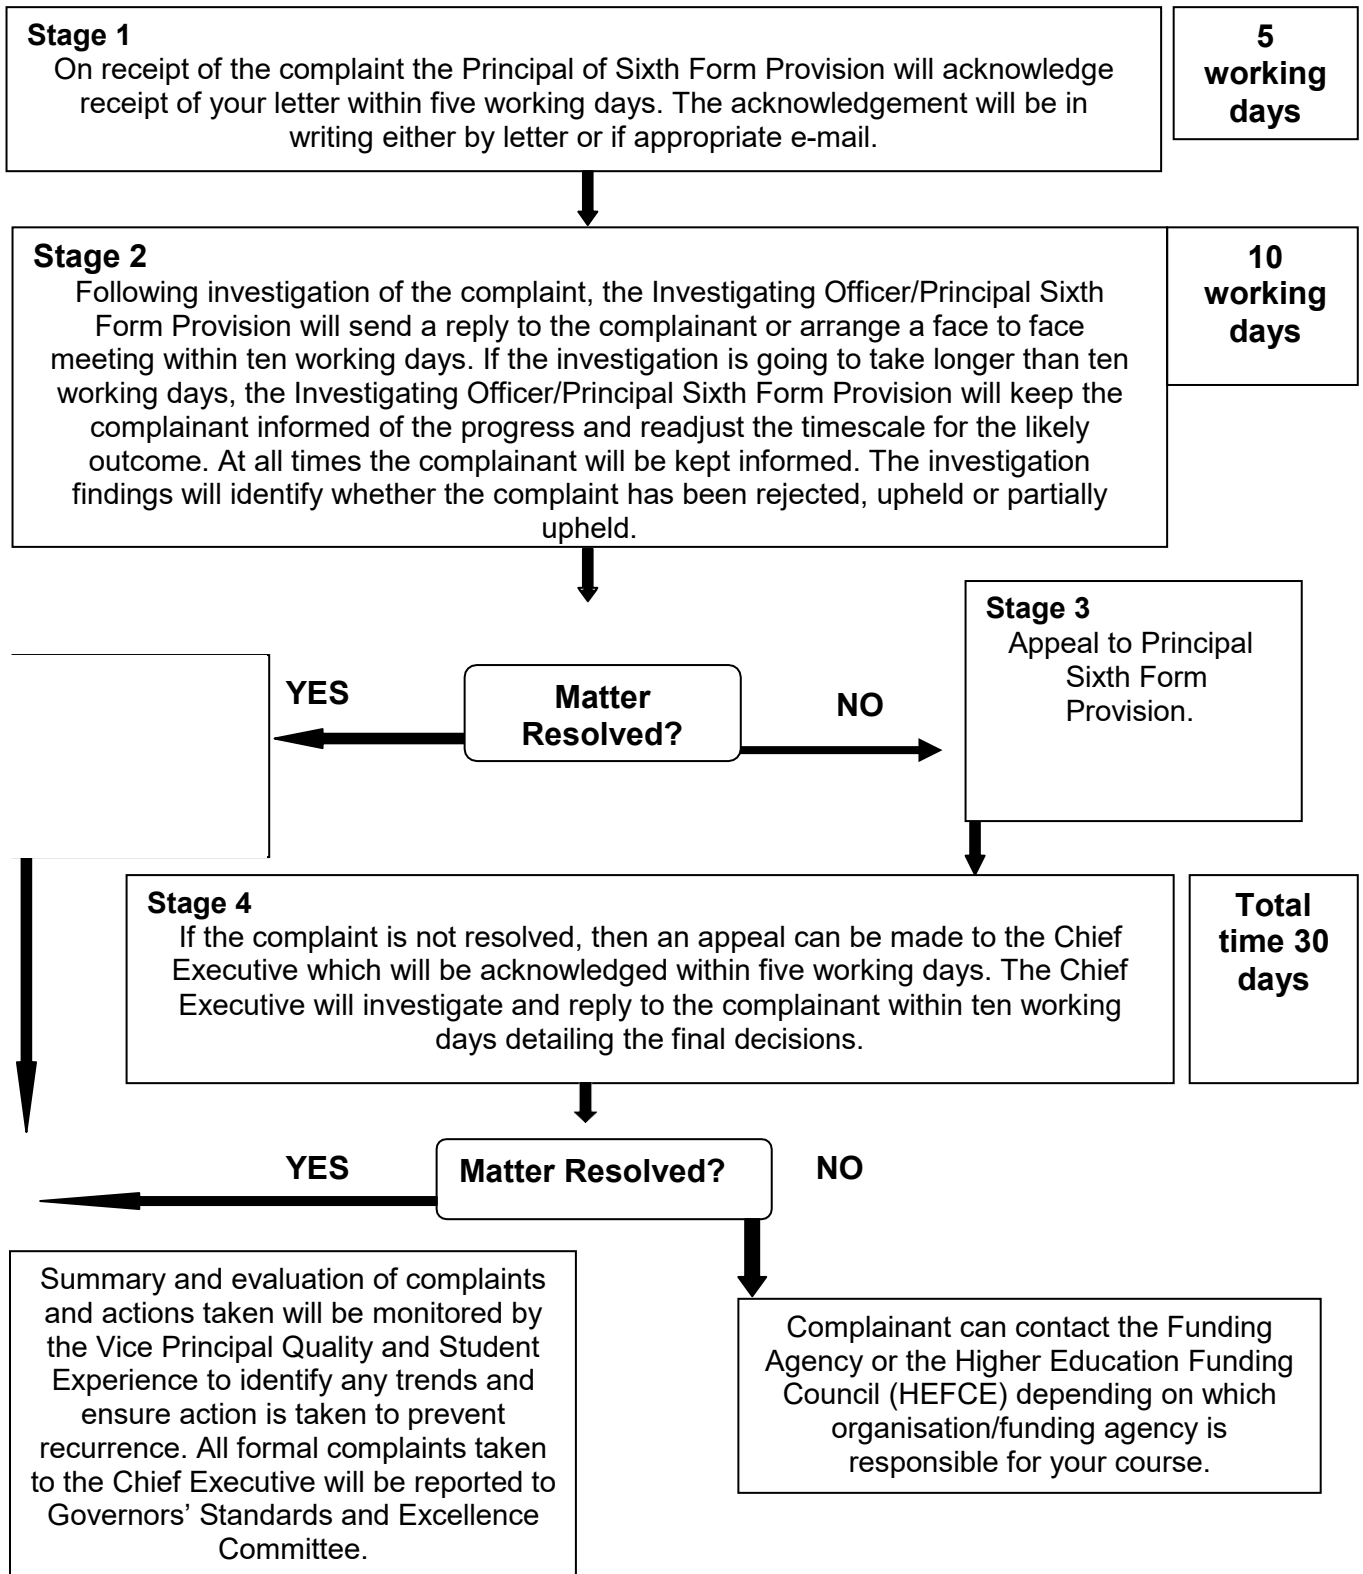 Stage 1
On receipt of the complaint the Principal of Sixth Form Provision will acknowledge
receipt of your letter within five working days. The acknowledgement will be in
writing either by letter or if appropriate e-mail.
5
working
days
Stage 2
Following investigation of the complaint, the Investigating Officer/Principal Sixth
Form Provision will send a reply to the complainant or arrange a face to face
meeting within ten working days. If the investigation is going to take longer than ten
working days, the Investigating Officer/Principal Sixth Form Provision will keep the
complainant informed of the progress and readjust the timescale for the likely
outcome. At all times the complainant will be kept informed. The investigation
findings will identify whether the complaint has been rejected, upheld or partially
upheld.
10
working
days
YES
Matter
Resolved?
NO
Stage 3
Appeal to Principal
Sixth Form
Provision.
Stage 4
If the complaint is not resolved, then an appeal can be made to the Chief
Executive which will be acknowledged within five working days. The Chief
Executive will investigate and reply to the complainant within ten working
days detailing the final decisions.
Total
time 30
days
YES
Matter Resolved?
NO
Summary and evaluation of complaints
and actions taken will be monitored by
the Vice Principal Quality and Student
Experience to identify any trends and
ensure action is taken to prevent
recurrence. All formal complaints taken
to the Chief Executive will be reported to
Governors’ Standards and Excellence
Committee.
Complainant can contact the Funding
Agency or the Higher Education Funding
Council (HEFCE) depending on which
organisation/funding agency is
responsible for your course.